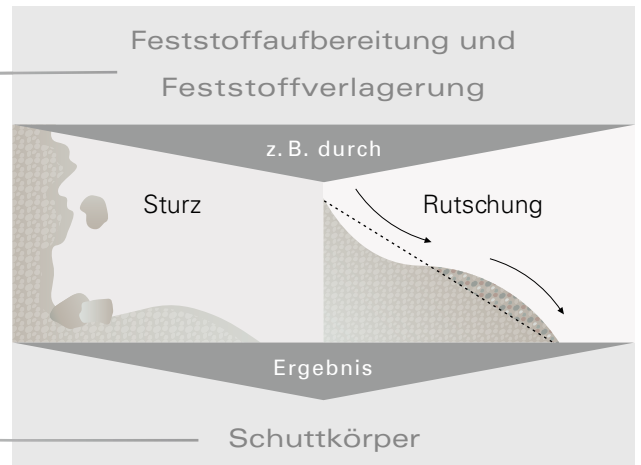 Feststoffaufbereitung und
Feststoffverlagerung
z. B. durch
Sturz
Rutschung
Ergebnis
Schuttkörper